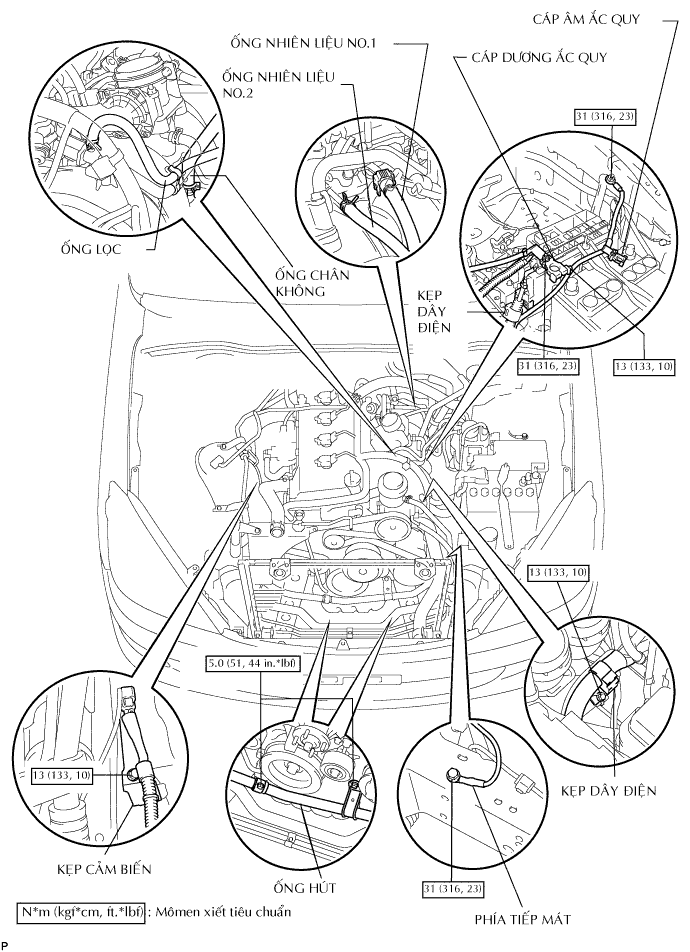 CÁP ÂM ẮC QUY
ỐNG NHIÊN LIỆU NO.1
CÁP DƯƠNG ẮC QUY
ỐNG NHIÊN LIỆU
NO.2
31 (316, 23)
ỐNG LỌC
ỐNG CHÂN
KHÔNG
KẸP
DÂY
ĐIỆN
31 (316, 23)
13 (133, 10)
13 (133, 10)
5.0 (51, 44 in.*lbf)
13 (133, 10)
KẸP DÂY ĐIỆN
KẸP CẢM BIẾN
ỐNG HÚT
31 (316, 23)
PHÍA TIẾP MÁT
N*m (kgf*cm, ft.*lbf) : Mômen xiết tiêu chuẩn
P